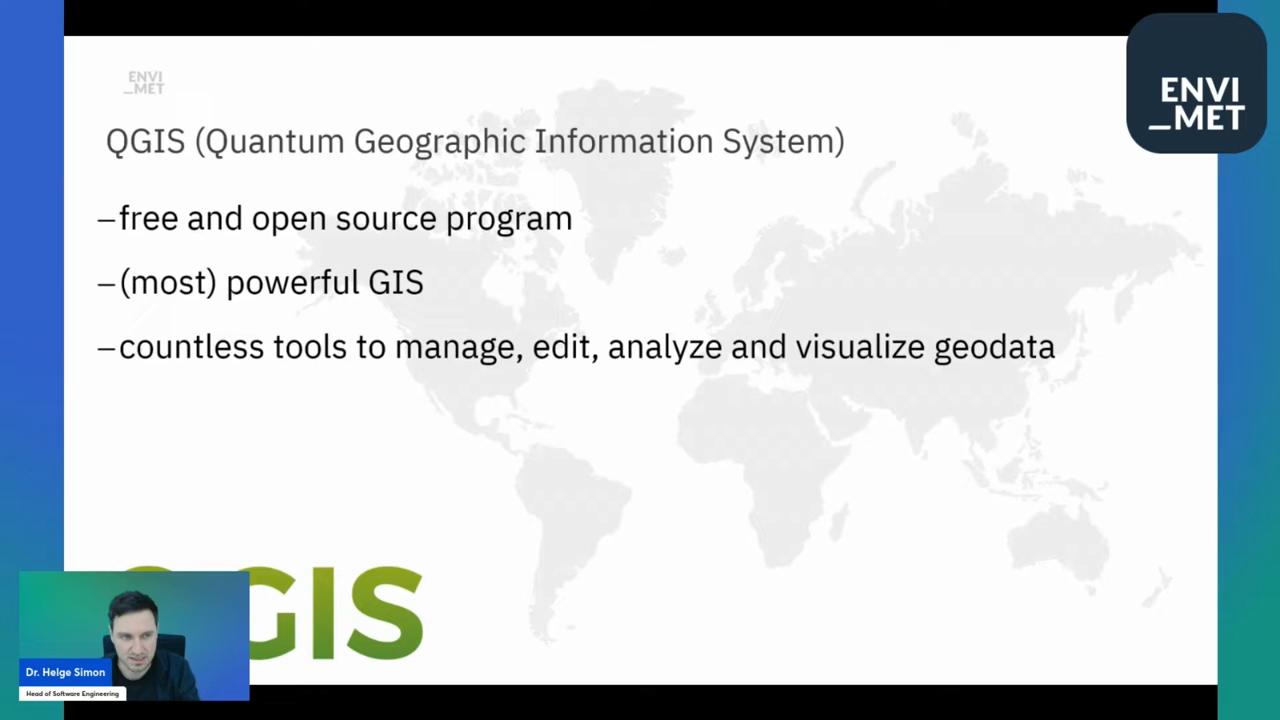 ENVI
_MET
ENVI
_MET
QGIS (Quantum Geographic Information System)
–free and open source program
–(most) powerful GIS
–countless tools to manage, edit, analyze and visualize geodata
GIS
Dr. Helge Simon
Head of Software Engineering